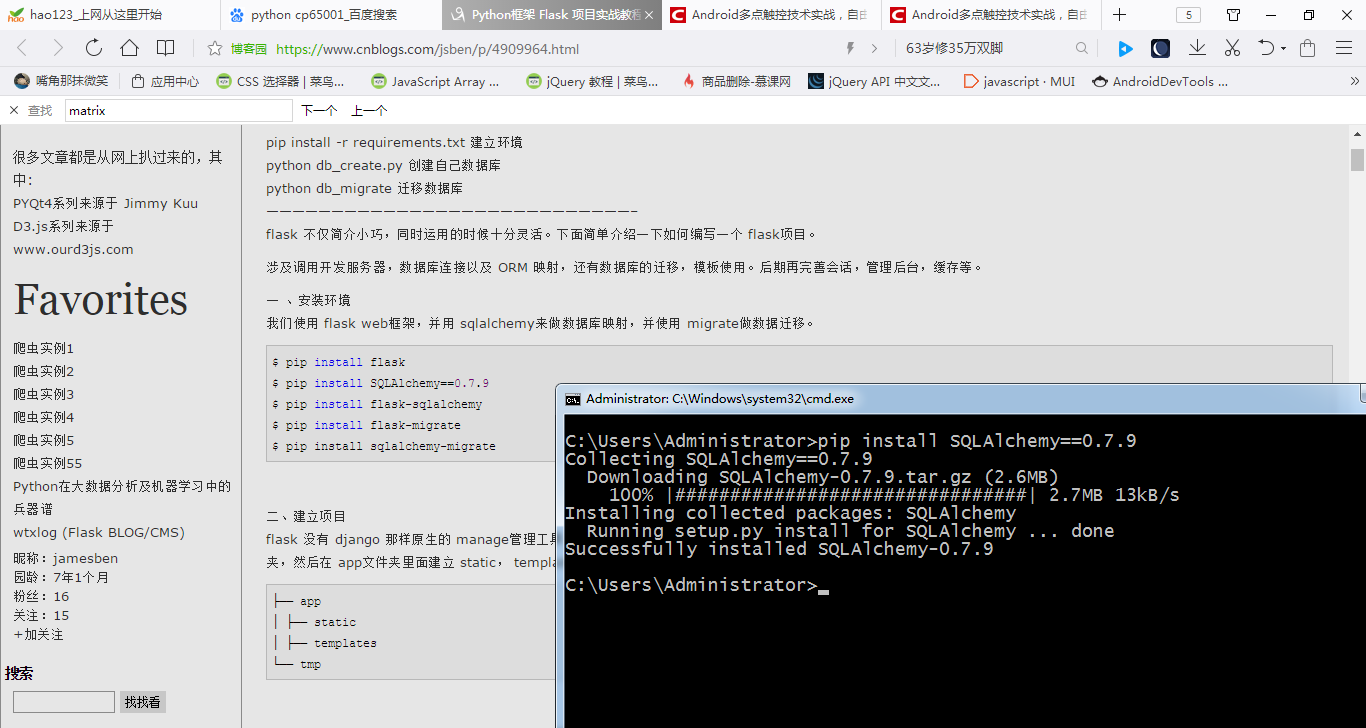 hao123_上网从这里开始
python cp65001_百度搜索
Python框架 Flask 项目实战教程
Android多点触控技术实战，自由
Android多点触控技术实战，自由
5
博客园 https://www.cnblogs.com/jsben/p/4909964.html
63岁修35万双脚
嘴角那抹微笑
应用中心
CSS 选择器 | 菜鸟...
JavaScript Array ...
jQuery 教程 | 菜鸟...
商品删除-慕课网
jQuery API 中文文...
javascript · MUI
AndroidDevTools ...
查找 matrix 下一个 上一个
很多文章都是从网上扒过来的，其
中:
PYQt4系列来源于 Jimmy Kuu
D3.js系列来源于
www.ourd3js.com
Favorites
爬虫实例1
爬虫实例2
爬虫实例3
爬虫实例4
爬虫实例5
爬虫实例55
Python在大数据分析及机器学习中的
兵器谱
wtxlog (Flask BLOG/CMS)
昵称：jamesben
园龄：7年1个月
粉丝：16
关注：15
+加关注
搜索
找找看
pip install -r requirements.txt 建立环境
python db_create.py 创建自己数据库
python db_migrate 迁移数据库
—————————————————————————————-
flask 不仅简介小巧，同时运用的时候十分灵活。下面简单介绍一下如何编写一个 flask项目。
涉及调用开发服务器，数据库连接以及 ORM 映射，还有数据库的迁移，模板使用。后期再完善会话，管理后台，缓存等。
一 、安装环境
我们使用 flask web框架，并用 sqlalchemy来做数据库映射，并使用 migrate做数据迁移。
$ pip install flask
$ pip install SQLAlchemy==0.7.9
$ pip install flask-sqlalchemy
$ pip install flask-migrate
$ pip install sqlalchemy-migrate
二、建立项目
flask 没有 django 那样原生的 manage管理工具
夹，然后在 app文件夹里面建立 static， templa
├── app
│ ├── static
│ ├── templates
└── tmp
Administrator: C:\Windows\system32\cmd.exe
C:\Users\Administrator>pip install SQLAlchemy==0.7.9
Collecting SQLAlchemy==0.7.9
Downloading SQLAlchemy-0.7.9.tar.gz (2.6MB)
100% |################################| 2.7MB 13kB/s
Installing collected packages: SQLAlchemy
Running setup.py install for SQLAlchemy ... done
Successfully installed SQLAlchemy-0.7.9
C:\Users\Administrator>